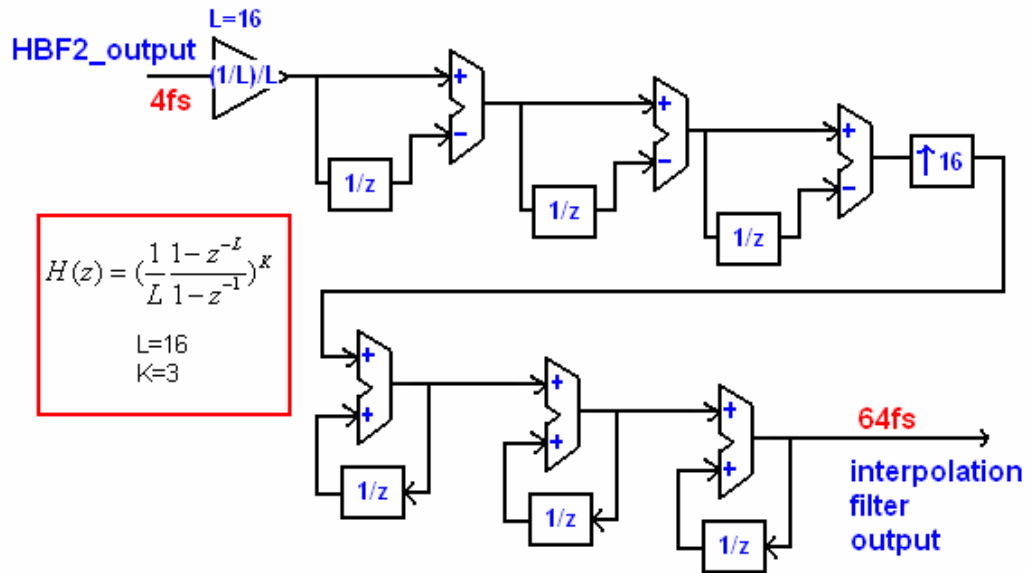 L=16
HBF2_output
(1/L)/L
4fs
+
−
1/z
+
−
1/z
+
−
1/z
↑16
H(z) = (1/L 1−z^-L/1−z^-1)^K
L=16
K=3
+
+
1/z
+
+
1/z
+
+
1/z
64fs
interpolation
filter
output